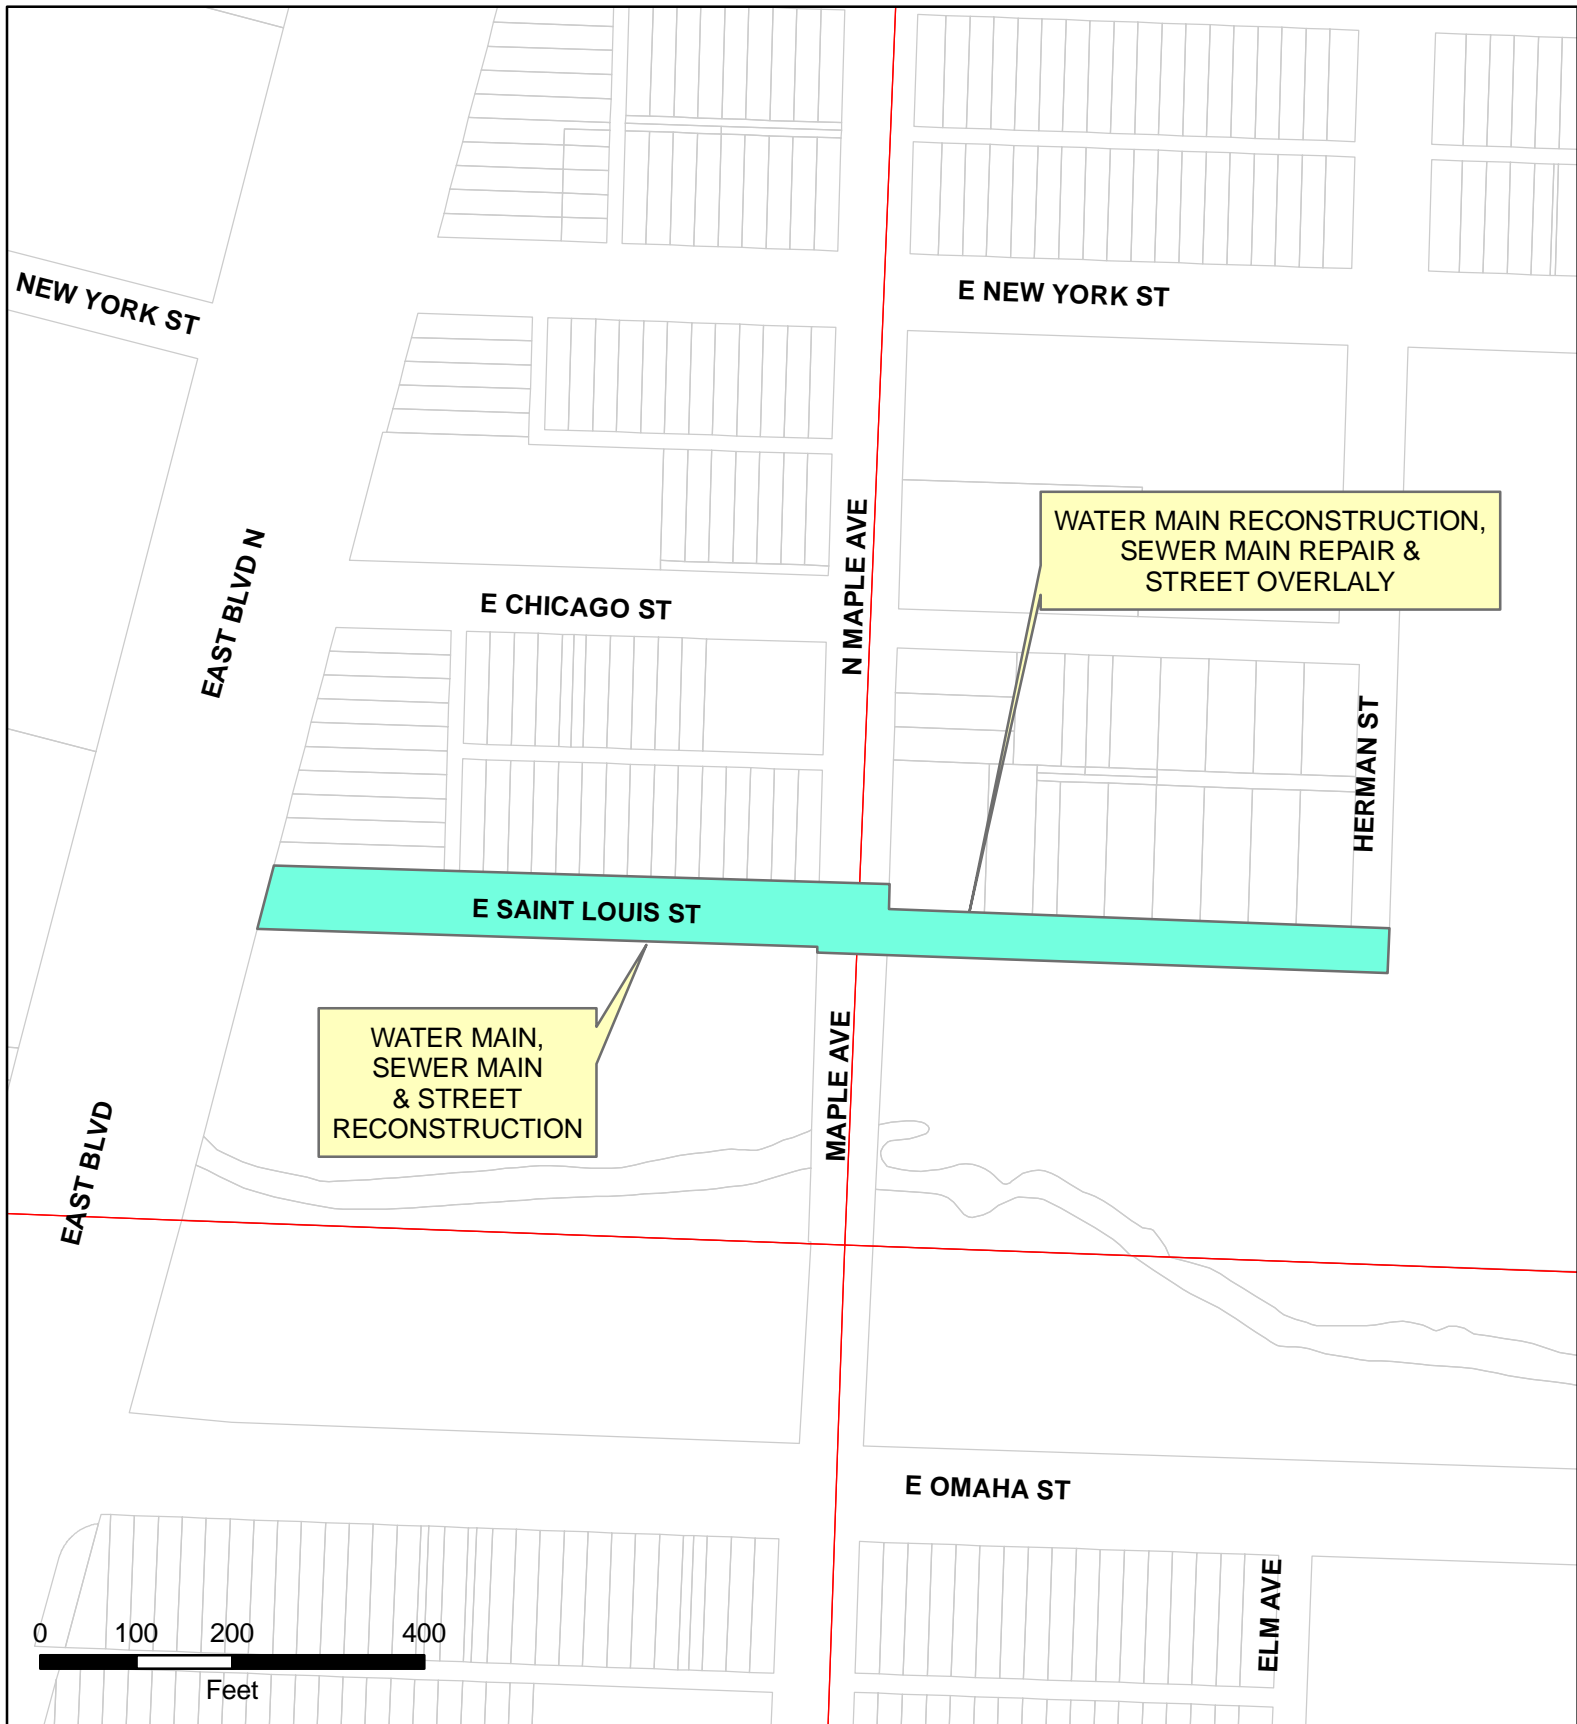 NEW YORK ST
E NEW YORK ST
WATER MAIN RECONSTRUCTION,
SEWER MAIN REPAIR &
STREET OVERLALY
N MAPLE AVE
EAST BLVD N
E CHICAGO ST
HERMAN ST
E SAINT LOUIS ST
WATER MAIN,
SEWER MAIN
& STREET
RECONSTRUCTION
MAPLE AVE
EAST BLVD
E OMAHA ST
ELM AVE
0 100 200 400
Feet